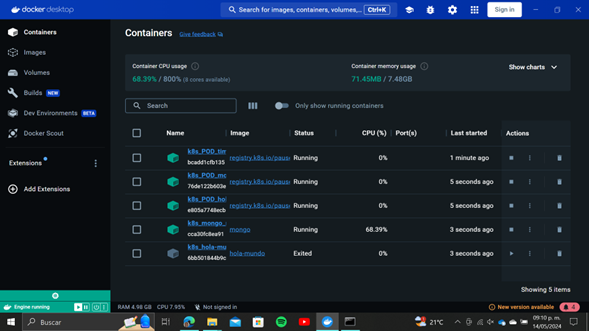 docker desktop
Search for images, containers, volumes,... Ctrl+K
Sign in
Containers
Images
Volumes
Builds NEW
Dev Environments BETA
Docker Scout
Extensions
Add Extensions
Containers Give feedback
Container CPU usage
68.39% / 800% (8 cores available)
Container memory usage
71.45MB / 7.48GB
Show charts
Search
Only show running containers
Name Image Status CPU (%) Port(s) Last started Actions
k8s_POD_tim
bcadd1cfb135
registry.k8s.io/pause Running 0% 1 minute ago
k8s_POD_mo
76de122b603e
registry.k8s.io/pause Running 0% 5 seconds ago
k8s_POD_hol
e805a7748ecb
registry.k8s.io/pause Running 0% 5 seconds ago
k8s_mongo_
cca30fc8ea91
mongo Running 68.39% 3 seconds ago
k8s_hola-mu
6bb501844b9c
hola-mundo Exited 0% 3 seconds ago
Showing 5 items
Engine running
RAM 4.98 GB CPU 7.95% Not signed in
New version available 4
Buscar
21°C
09:10 p. m.
14/05/2024